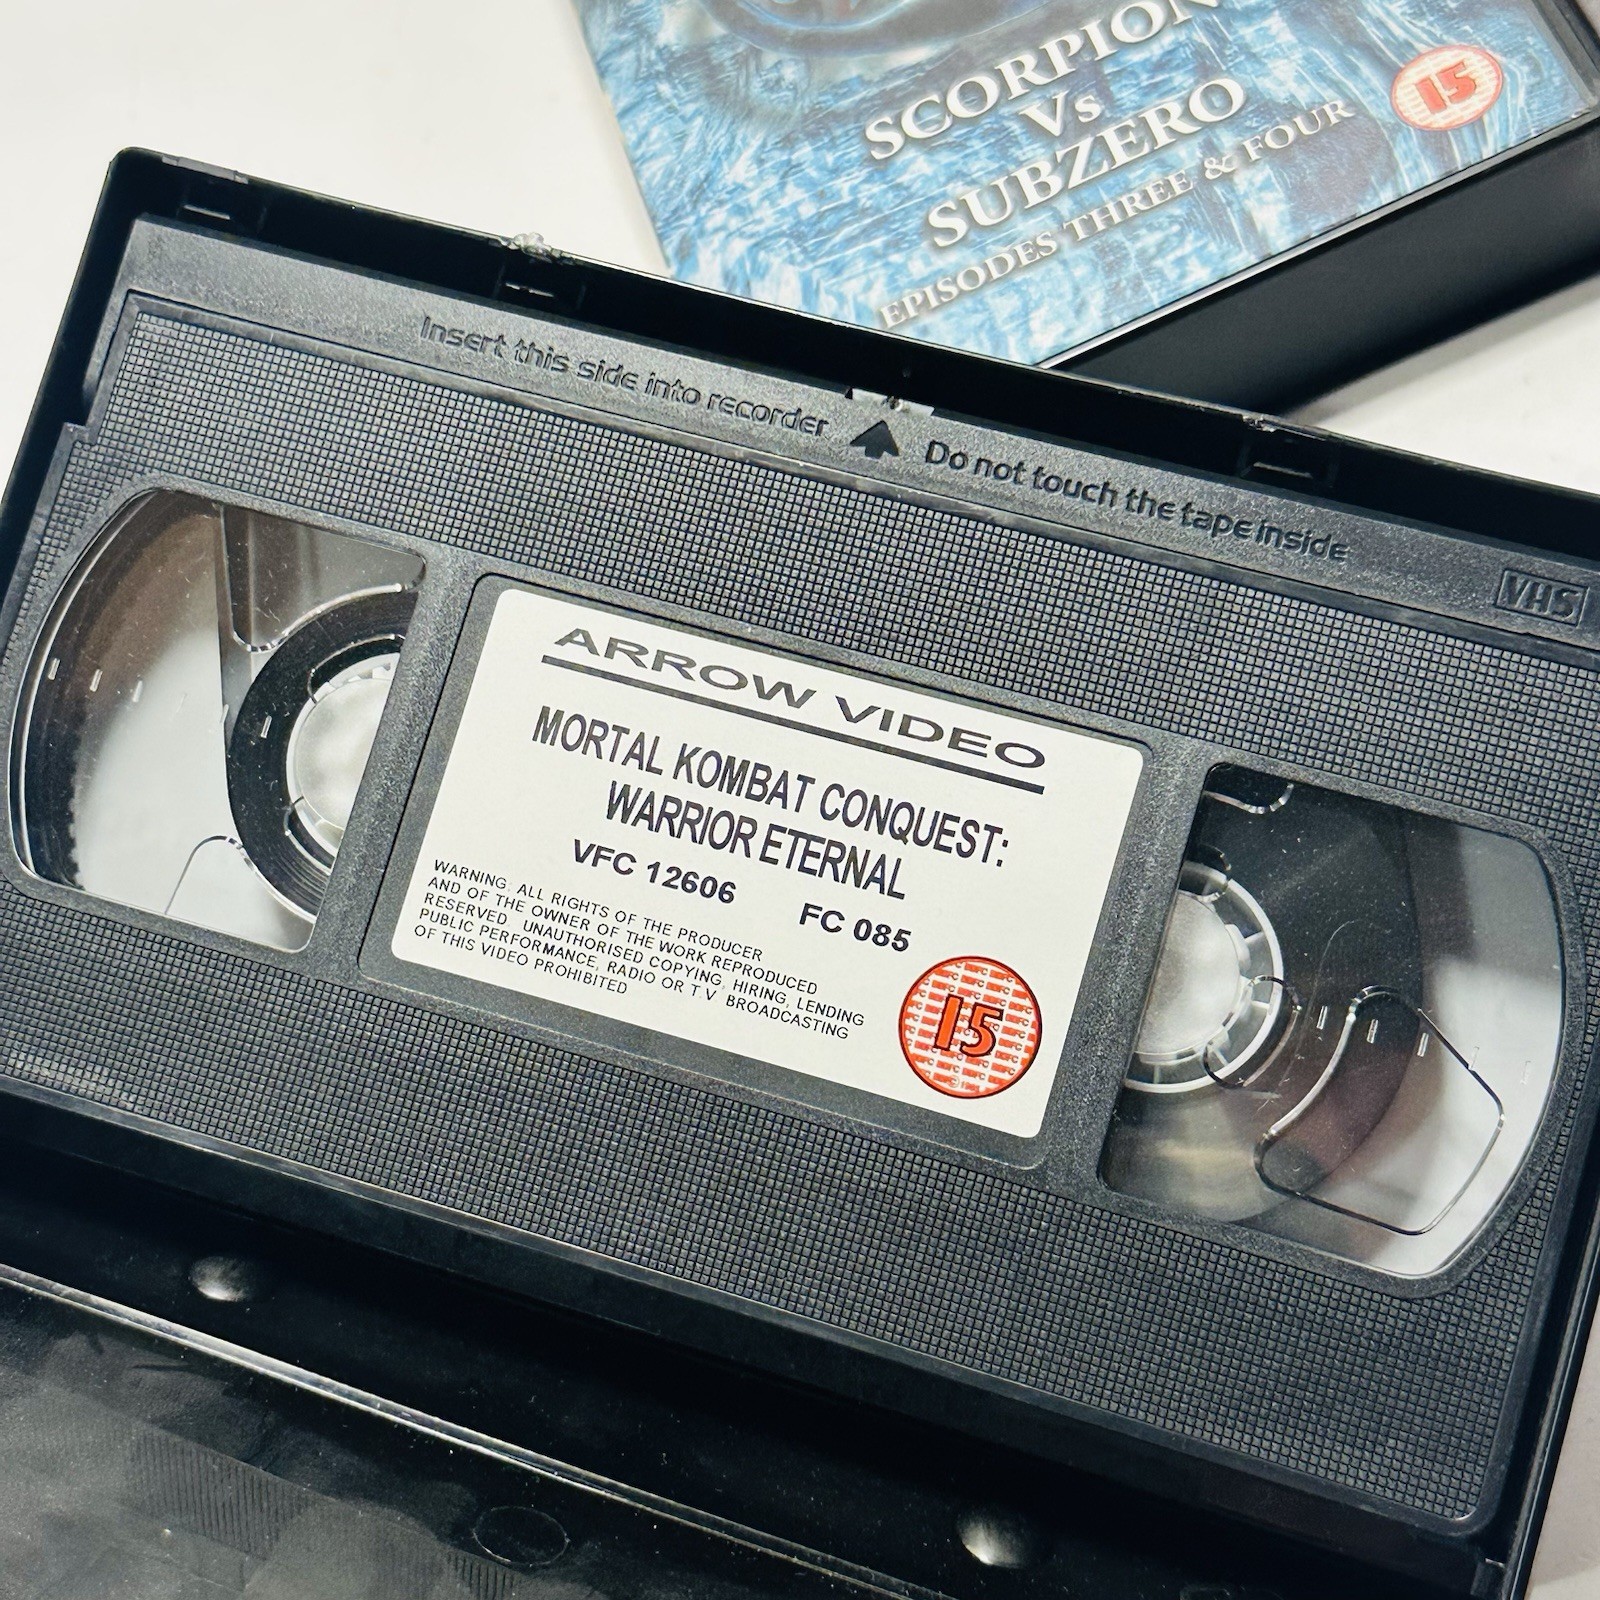 SCORPION
Vs
SUBZERO
EPISODES THREE & FOUR
15
Insert this side into recorder
Do not touch the tape inside
VHS
ARROW VIDEO
MORTAL KOMBAT CONQUEST:
WARRIOR ETERNAL
VFC 12606 FC 085
WARNING: ALL RIGHTS OF THE PRODUCER
AND OF THE OWNER OF THE WORK REPRODUCED
RESERVED. UNAUTHORISED COPYING, HIRING, LENDING
PUBLIC PERFORMANCE, RADIO OR T.V. BROADCASTING
OF THIS VIDEO PROHIBITED
15